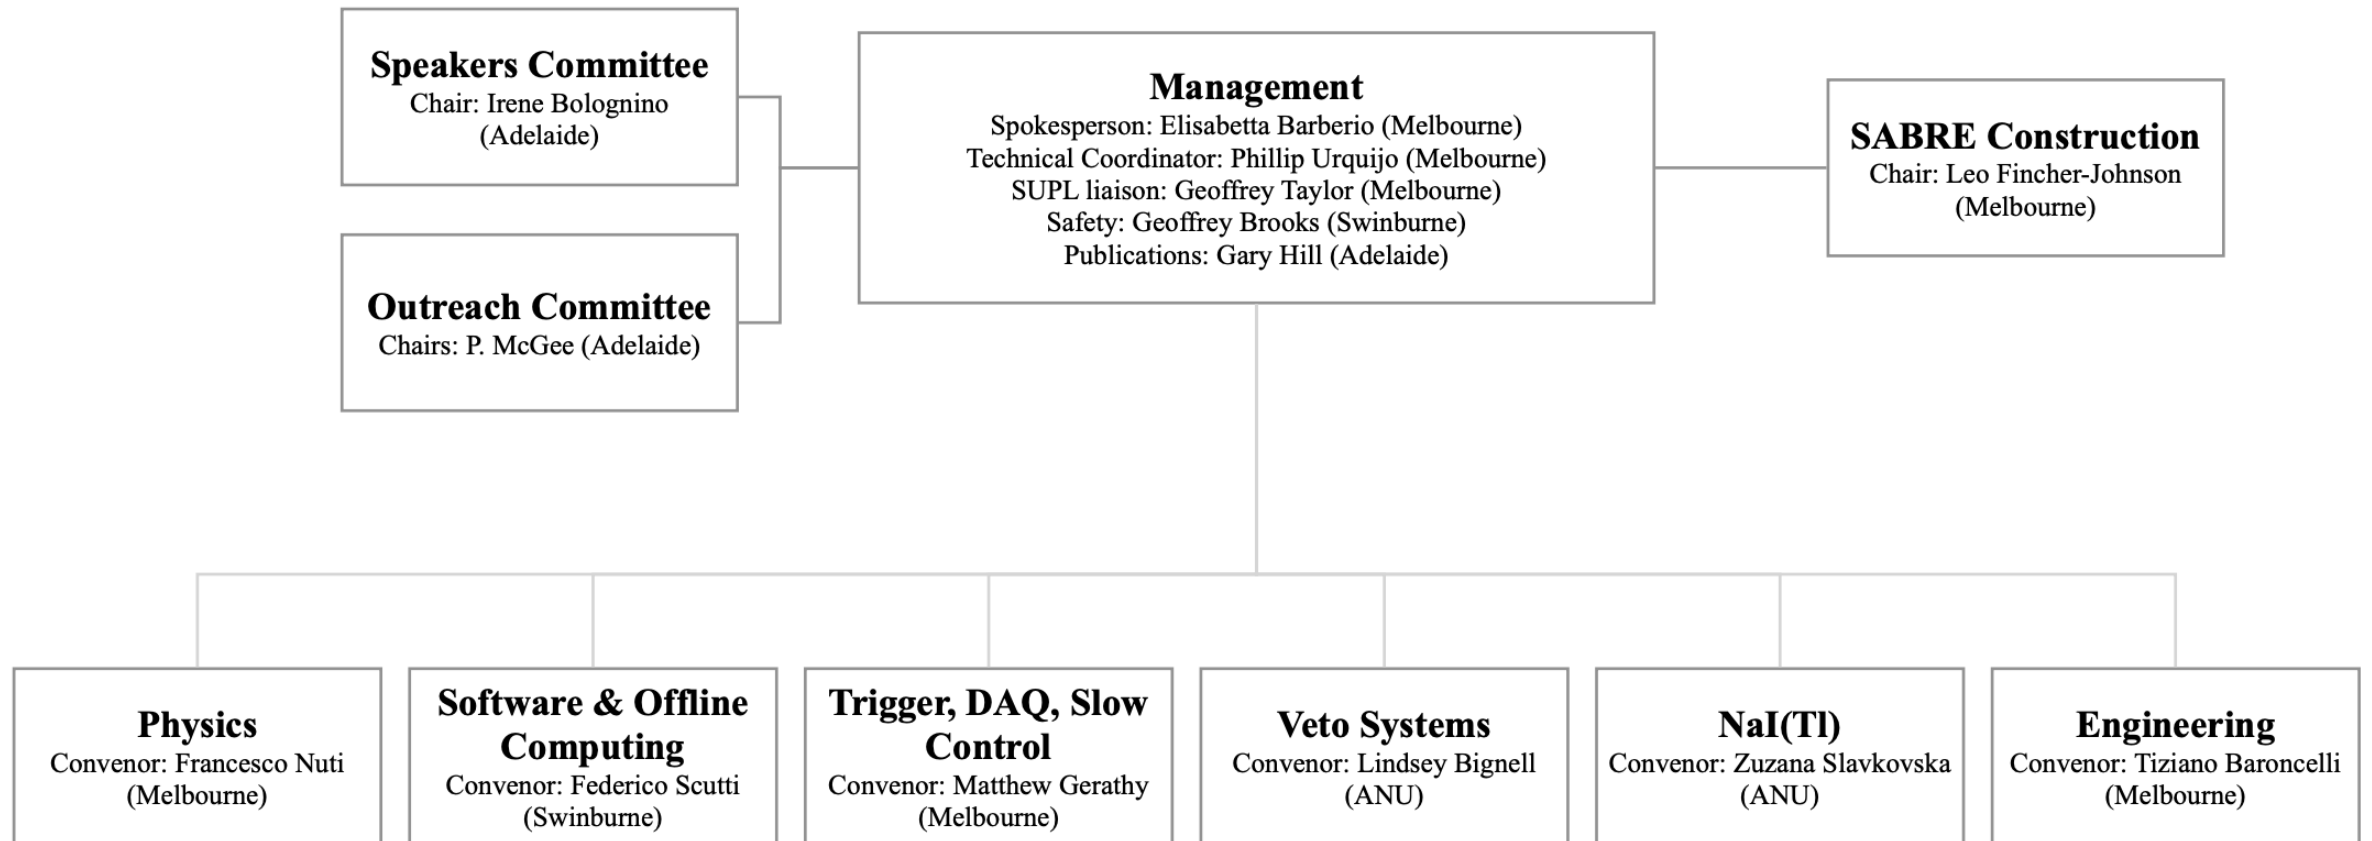 Speakers Committee
Chair: Irene Bolognino
(Adelaide)
Outreach Committee
Chairs: P. McGee (Adelaide)
Management
Spokesperson: Elisabetta Barberio (Melbourne)
Technical Coordinator: Phillip Urquijo (Melbourne)
SUPL liaison: Geoffrey Taylor (Melbourne)
Safety: Geoffrey Brooks (Swinburne)
Publications: Gary Hill (Adelaide)
SABRE Construction
Chair: Leo Fincher-Johnson
(Melbourne)
Physics
Convenor: Francesco Nuti
(Melbourne)
Software & Offline
Computing
Convenor: Federico Scutti
(Swinburne)
Trigger, DAQ, Slow
Control
Convenor: Matthew Gerathy
(Melbourne)
Veto Systems
Convenor: Lindsey Bignell
(ANU)
NaI(Tl)
Convenor: Zuzana Slavkovska
(ANU)
Engineering
Convenor: Tiziano Baroncelli
(Melbourne)